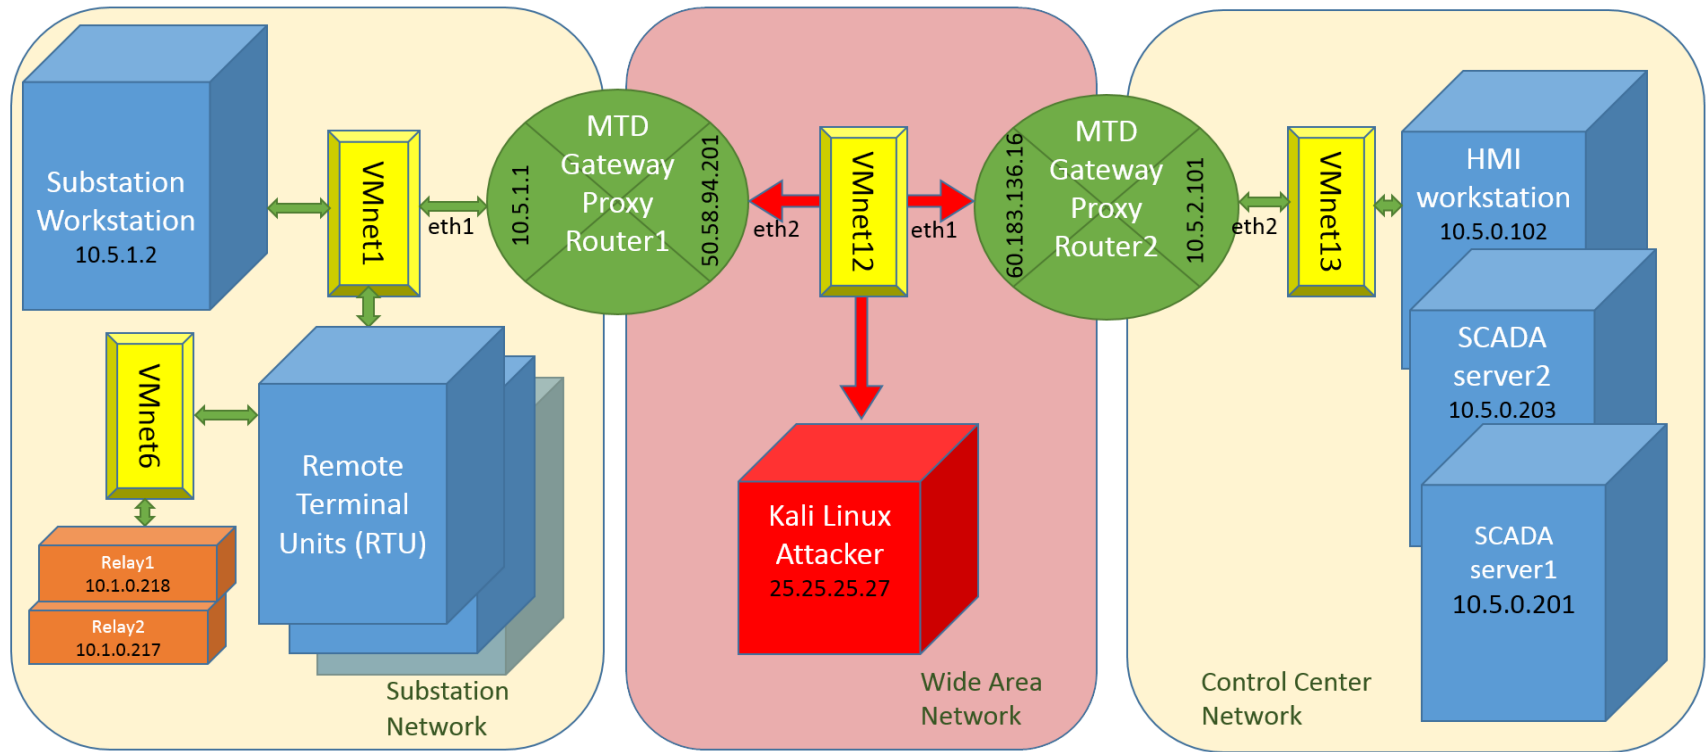 Substation
Workstation
10.5.1.2
VMnet1
eth1
10.5.1.1
MTD
Gateway
Proxy
Router1
50.58.94.201
eth2
VMnet12
eth1
60.183.136.16
MTD
Gateway
Proxy
Router2
10.5.2.101
eth2
VMnet13
HMI
workstation
10.5.0.102
SCADA
server2
10.5.0.203
SCADA
server1
10.5.0.201
VMnet6
Remote
Terminal
Units (RTU)
Relay1
10.1.0.218
Relay2
10.1.0.217
Kali Linux
Attacker
25.25.25.27
Substation
Network
Wide Area
Network
Control Center
Network